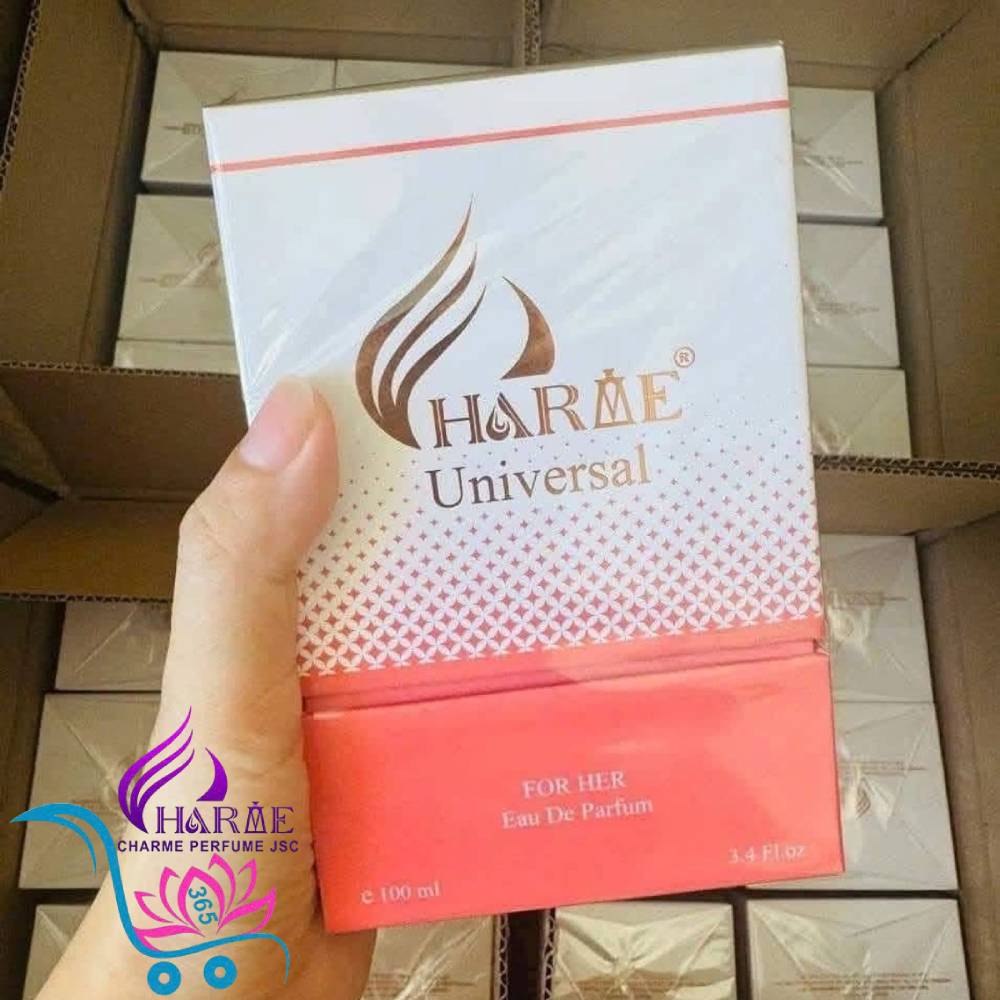 CHARME®
Universal
FOR HER
Eau De Parfum
3.4 Fl.oz
e 100 ml
CHARME
CHARME PERFUME JSC
365